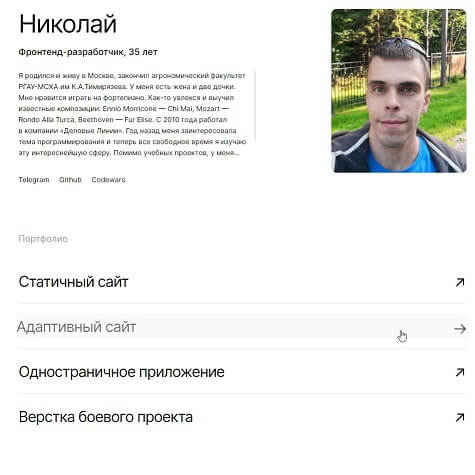 Николай
Фронтенд-разработчик, 35 лет
Я родился и живу в Москве, закончил агрономический факультет
РГАУ-МСХА им К.А.Тимирязева. У меня есть жена и две дочки.
Мне нравится играть на фортепиано. Как-то увлекся и выучил
известные композиции: Ennio Morricone — Chi Mai, Mozart —
Rondo Alla Turca, Beethoven — Fur Elise. С 2010 года работал
в компании «Деловые Линии». Год назад меня заинтересовала
тема программирования и теперь все свободное время я изучаю
эту интереснейшую сферу. Помимо учебных проектов, у меня...
Telegram Github Codewars
Портфолио
Статичный сайт
Адаптивный сайт
Одностраничное приложение
Верстка боевого проекта